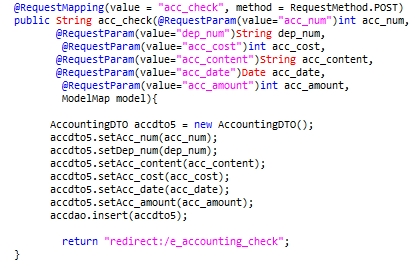 @RequestMapping(value = "acc_check", method = RequestMethod.POST)
public String acc_check(@RequestParam(value="acc_num")int acc_num,
@RequestParam(value="dep_num")String dep_num,
@RequestParam(value="acc_cost")int acc_cost,
@RequestParam(value="acc_content")String acc_content,
@RequestParam(value="acc_date")Date acc_date,
@RequestParam(value="acc_amount")int acc_amount,
ModelMap model){
AccountingDTO accdto5 = new AccountingDTO();
accdto5.setAcc_num(acc_num);
accdto5.setDep_num(dep_num);
accdto5.setAcc_content(acc_content);
accdto5.setAcc_cost(acc_cost);
accdto5.setAcc_date(acc_date);
accdto5.setAcc_amount(acc_amount);
accdao.insert(accdto5);
return "redirect:/e_accounting_check";
}